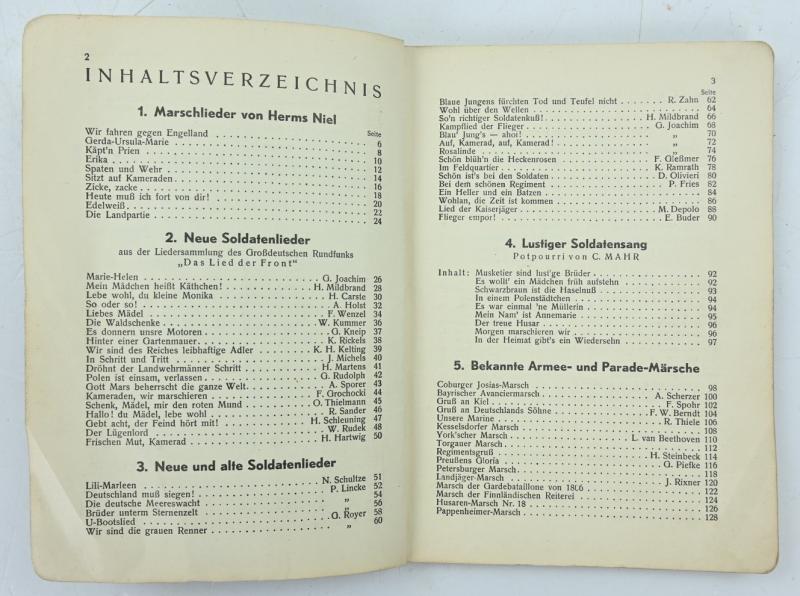 2
INHALTSVERZEICHNIS
1. Marschlieder von Herms Niel
Seite
Wir fahren gegen Engelland 6
Gerda-Ursula-Marie 8
Käpt'n Prien 10
Erika 12
Spaten und Wehr 14
Sitzt auf Kameraden 16
Zicke, zacke 18
Heute muß ich fort von dir! 20
Edelweiß 22
Die Landpartie 24
2. Neue Soldatenlieder
aus der Liedersammlung des Großdeutschen Rundfunks
„Das Lied der Front"
Marie-Helen G. Joachim 26
Mein Mädchen heißt Käthchen! H. Mildbrand 28
Lebe wohl, du kleine Monika H. Carste 30
So oder so! A. Holst 32
Liebes Mädel F. Wenzel 34
Die Waldschenke W. Kummer 36
Es donnern unsre Motoren G. Kneip 37
Hinter einer Gartenmauer K. Rickels 38
Wir sind des Reiches leibhaftige Adler K. H. Kelting 39
In Schritt und Tritt J. Michels 40
Dröhnt der Landwehrmänner Schritt H. Martens 41
Polen ist einsam, verlassen G. Rudolph 42
Gott Mars beherrscht die ganze Welt A. Sporer 43
Kameraden, wir marschieren F. Grochocki 44
Schenk, Mädel, mir den roten Mund O. Thielmann 45
Hallo! du Mädel, lebe wohl R. Sander 46
Gebt acht, der Feind hört mit! H. Schleuning 47
Der Lügenlord W. Rudek 48
Frischen Mut, Kamerad H. Hartwig 50
3. Neue und alte Soldatenlieder
Lili-Marleen N. Schultze 51
Deutschland muß siegen! P. Lincke 52
Die deutsche Meereswacht „ 54
Brüder unterm Sternenzelt „ 56
U-Bootslied G. Royer 58
Wir sind die grauen Renner „ 60
3
Seite
Blaue Jungens fürchten Tod und Teufel nicht R. Zahn 62
Wohl über den Wellen 64
So'n richtiger Soldatenkuß! H. Mildbrand 66
Kampflied der Flieger G. Joachim 68
Blau' Jung's — ahoi! „ 70
Auf, Kamerad, auf, Kamerad! „ 72
Rosalinde „ 74
Schön blüh'n die Heckenrosen F. Gleßmer 76
Im Feldquartier K. Ramrath 78
Schön ist's bei den Soldaten D. Olivieri 80
Bei dem schönen Regiment P. Fries 82
Ein Heller und ein Batzen 84
Wohlan, die Zeit ist kommen 86
Lied der Kaiserjäger M. Depolo 88
Flieger empor! E. Buder 90
4. Lustiger Soldatensang
Potpourri von C. MAHR
Inhalt: Musketier sind lust'ge Brüder 92
Es wollt' ein Mädchen früh aufstehn 92
Schwarzbraun ist die Haselnuß 93
In einem Polenstädtchen 94
Es war einmal 'ne Müllerin 94
Mein Nam' ist Annemarie 95
Der treue Husar 96
Morgen marschieren wir 96
In der Heimat gibt's ein Wiedersehn 97
5. Bekannte Armee- und Parade-Märsche
Coburger Josias-Marsch 98
Bayrischer Avanciermarsch A. Scherzer 100
Gruß an Kiel F. Spohr 102
Gruß an Deutschlands Söhne F. W. Berndt 104
Unsere Marine R. Thiele 106
Kesselsdorfer Marsch 108
York'scher Marsch L. van Beethoven 110
Torgauer Marsch 112
Regimentsgruß H. Steinbeck 114
Preußens Gloria G. Piefke 116
Petersburger Marsch 118
Landjäger-Marsch J. Rixner 120
Marsch der Gardebataillone von 1806 122
Marsch der Finnländischen Reiterei 124
Husaren-Marsch Nr. 18 126
Pappenheimer-Marsch 128